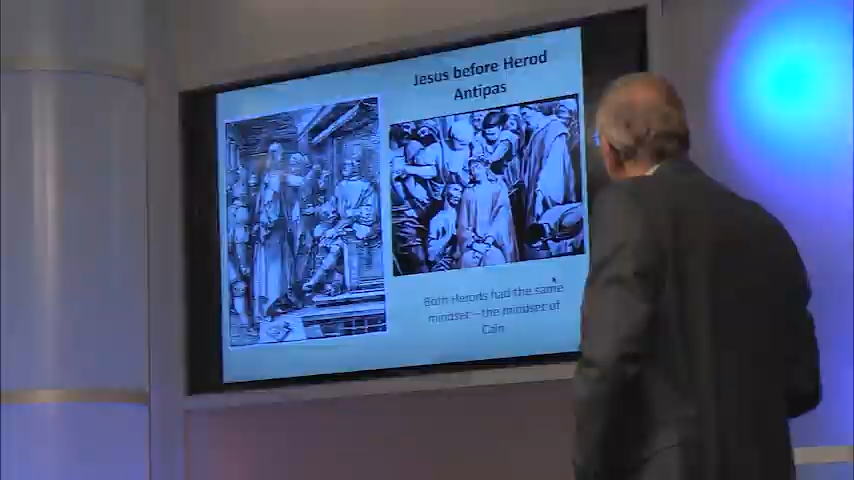 Jesus before Herod
Antipas
Both Herods had the same
mindset – the mindset of
Cain